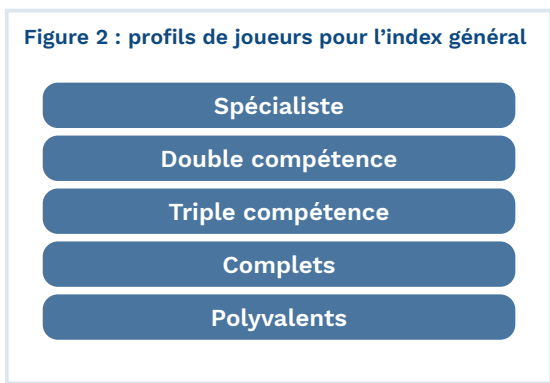 Figure 2 : profils de joueurs pour l’index général
Spécialiste
Double compétence
Triple compétence
Complets
Polyvalents